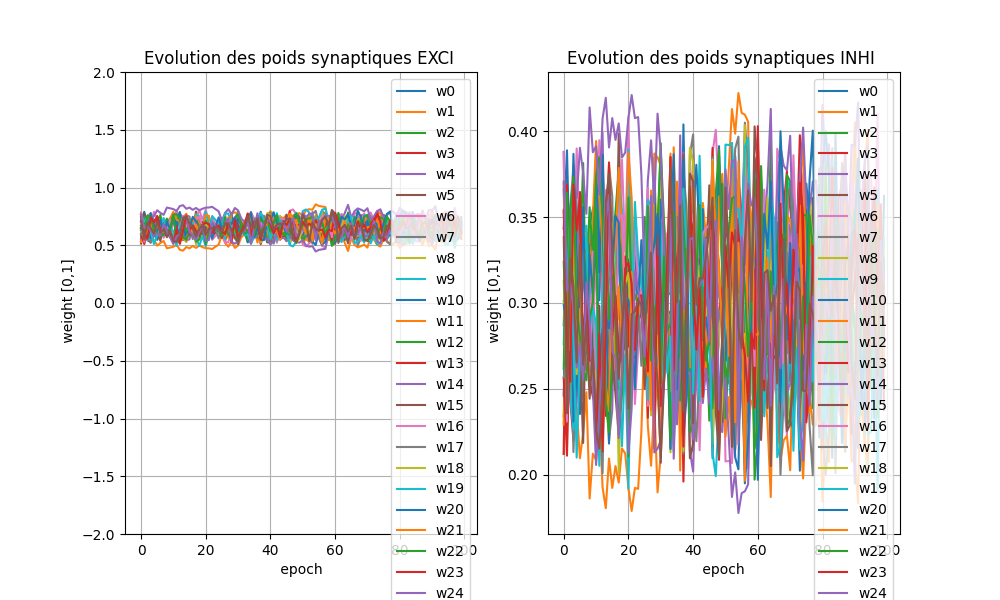 Evolution des poids synaptiques EXCI
2.0
1.5
1.0
0.5
0.0
−0.5
−1.0
−1.5
−2.0
weight [0,1]
0 20 40 60 80 100
epoch
w0
w1
w2
w3
w4
w5
w6
w7
w8
w9
w10
w11
w12
w13
w14
w15
w16
w17
w18
w19
w20
w21
w22
w23
w24
Evolution des poids synaptiques INHI
0.40
0.35
0.30
0.25
0.20
weight [0,1]
0 20 40 60 80 100
epoch
w0
w1
w2
w3
w4
w5
w6
w7
w8
w9
w10
w11
w12
w13
w14
w15
w16
w17
w18
w19
w20
w21
w22
w23
w24